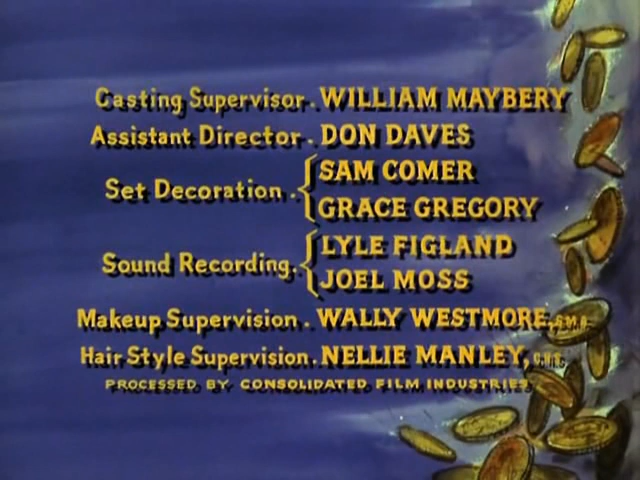 Casting Supervisor . WILLIAM MAYBERY
Assistant Director . DON DAVES
Set Decoration . { SAM COMER
GRACE GREGORY
Sound Recording . { LYLE FIGLAND
JOEL MOSS
Makeup Supervision . WALLY WESTMORE, S.M.A.
Hair Style Supervision . NELLIE MANLEY, C.H.S.
PROCESSED BY CONSOLIDATED FILM INDUSTRIES